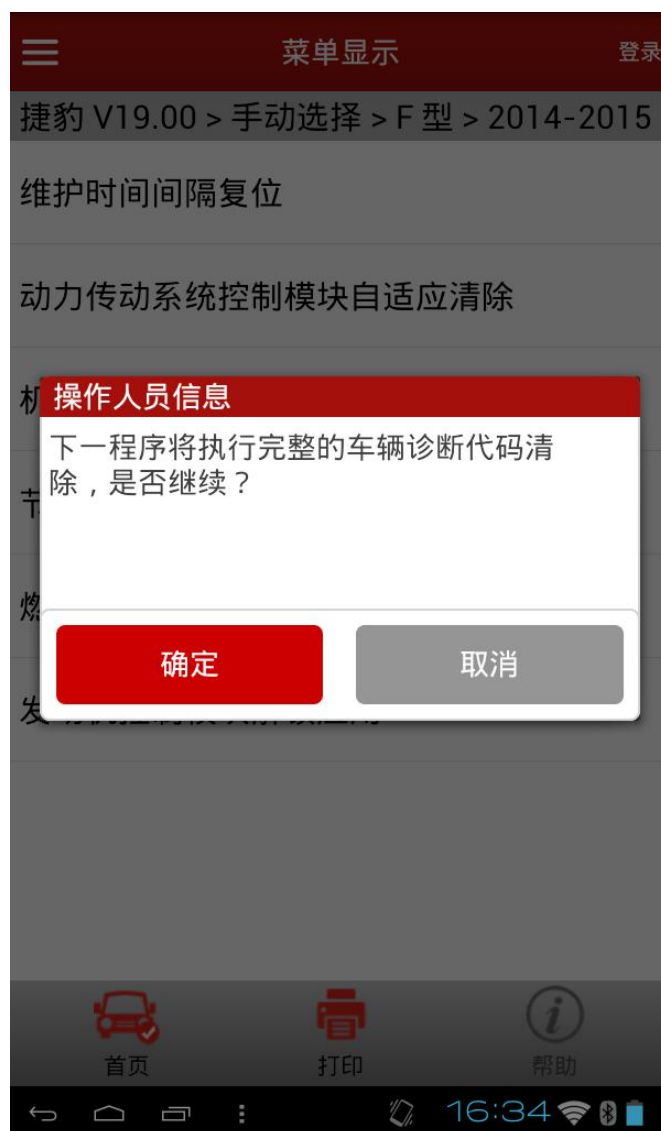 菜单显示
登录
捷豹 V19.00 > 手动选择 > F 型 > 2014-2015
维护时间间隔复位
动力传动系统控制模块自适应清除
操作人员信息
下一程序将执行完整的车辆诊断代码清
除，是否继续？
确定
取消
首页
打印
帮助
16:34